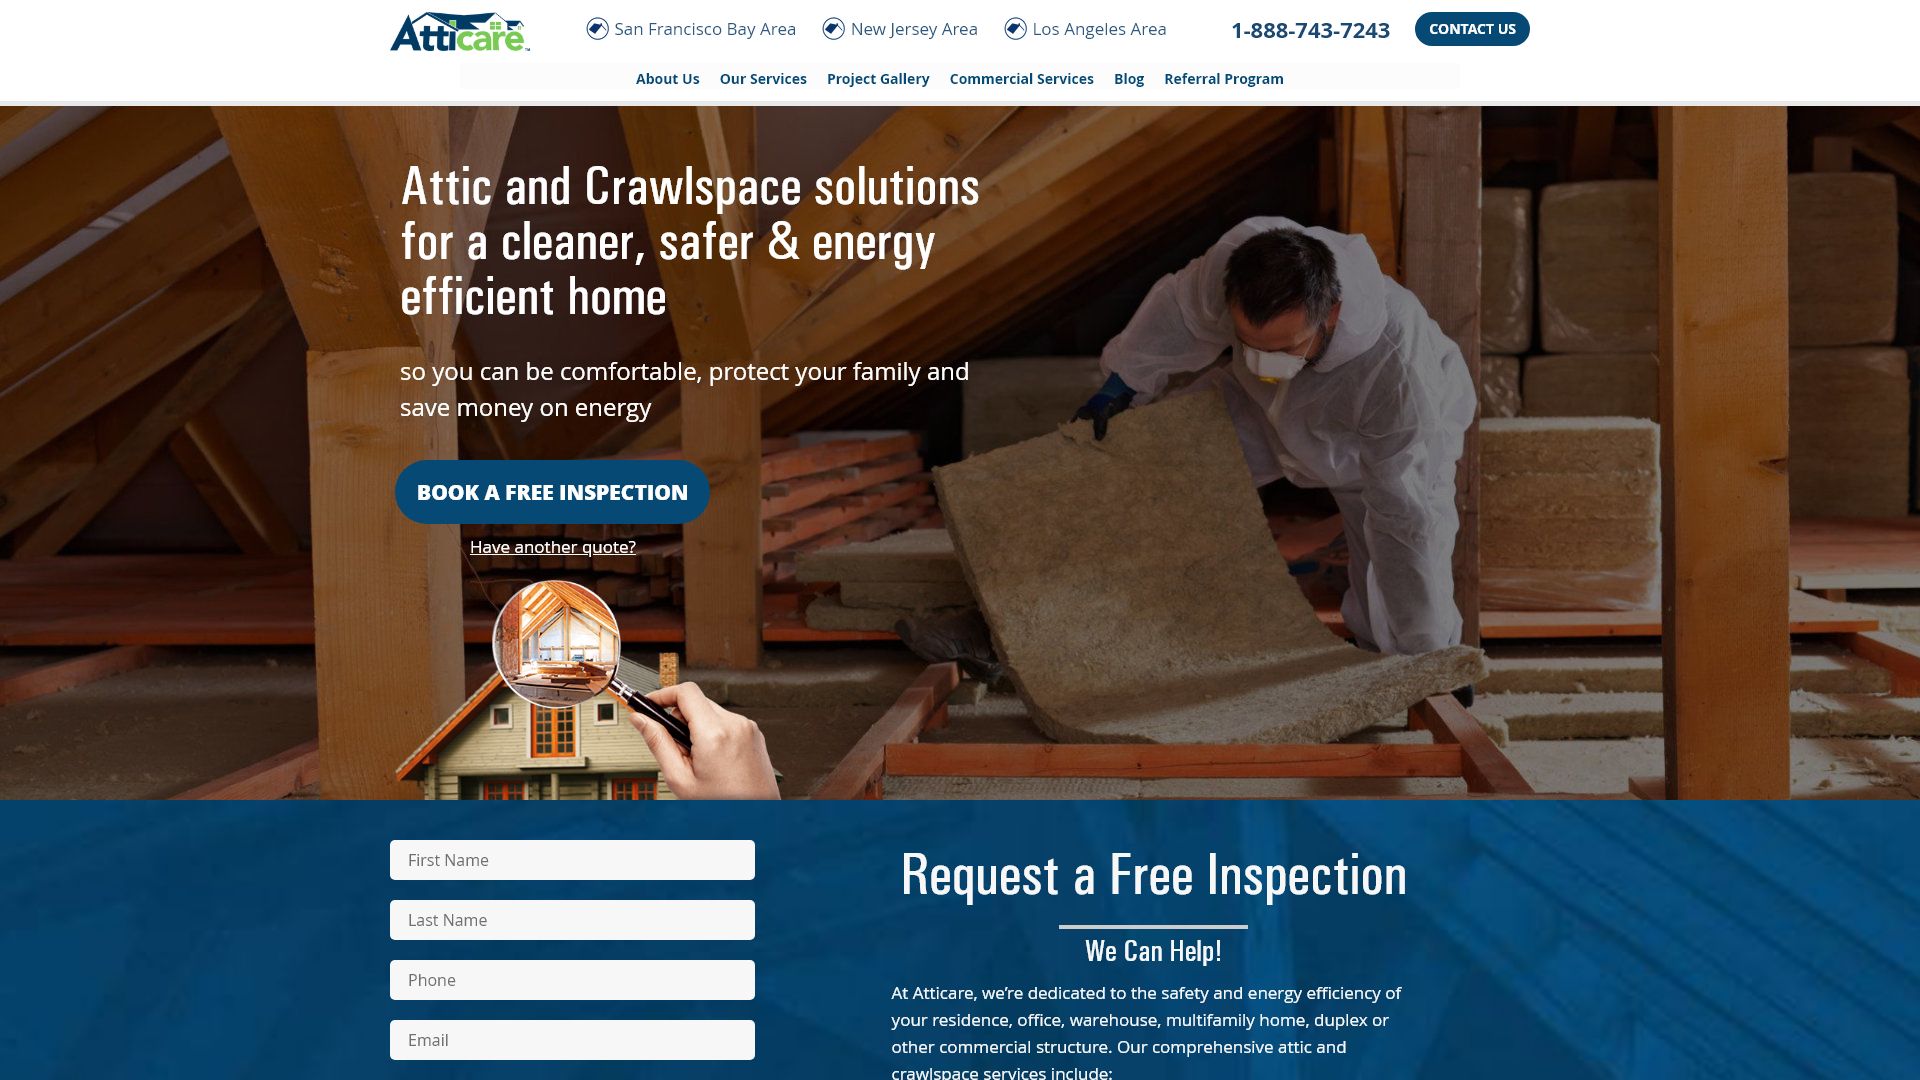 Atticare™
San Francisco Bay Area
New Jersey Area
Los Angeles Area
1-888-743-7243
CONTACT US
About Us
Our Services
Project Gallery
Commercial Services
Blog
Referral Program
Attic and Crawlspace solutions
for a cleaner, safer & energy
efficient home
so you can be comfortable, protect your family and
save money on energy
BOOK A FREE INSPECTION
Have another quote?
First Name
Last Name
Phone
Email
Request a Free Inspection
We Can Help!
At Atticare, we’re dedicated to the safety and energy efficiency of
your residence, office, warehouse, multifamily home, duplex or
other commercial structure. Our comprehensive attic and
crawlspace services include: